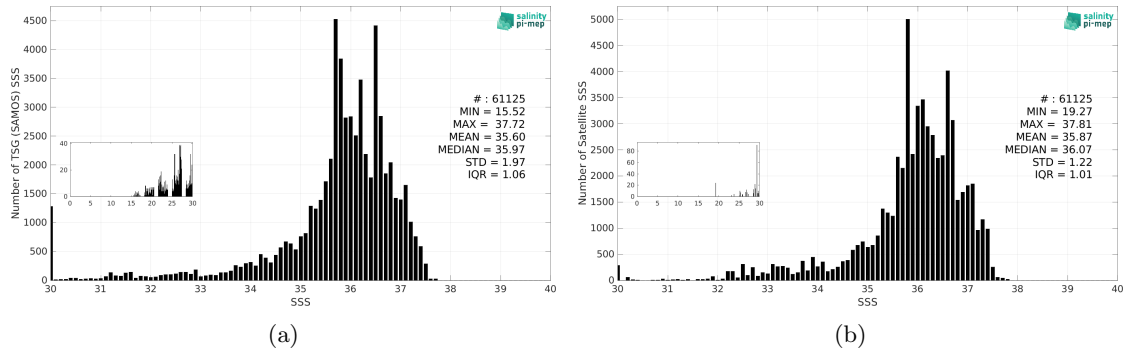 salinity
pi-mep
Number of TSG (SAMOS) SSS
4500
4000
3500
3000
2500
2000
1500
1000
500
0
# : 61125
MIN = 15.52
MAX = 37.72
MEAN = 35.60
MEDIAN = 35.97
STD = 1.97
IQR = 1.06
40
20
0
0 5 10 15 20 25 30
30 31 32 33 34 35 36 37 38 39 40
SSS
(a)
salinity
pi-mep
Number of Satellite SSS
5000
4500
4000
3500
3000
2500
2000
1500
1000
500
0
# : 61125
MIN = 19.27
MAX = 37.81
MEAN = 35.87
MEDIAN = 36.07
STD = 1.22
IQR = 1.01
80
60
40
20
0
0 5 10 15 20 25 30
30 31 32 33 34 35 36 37 38 39 40
SSS
(b)